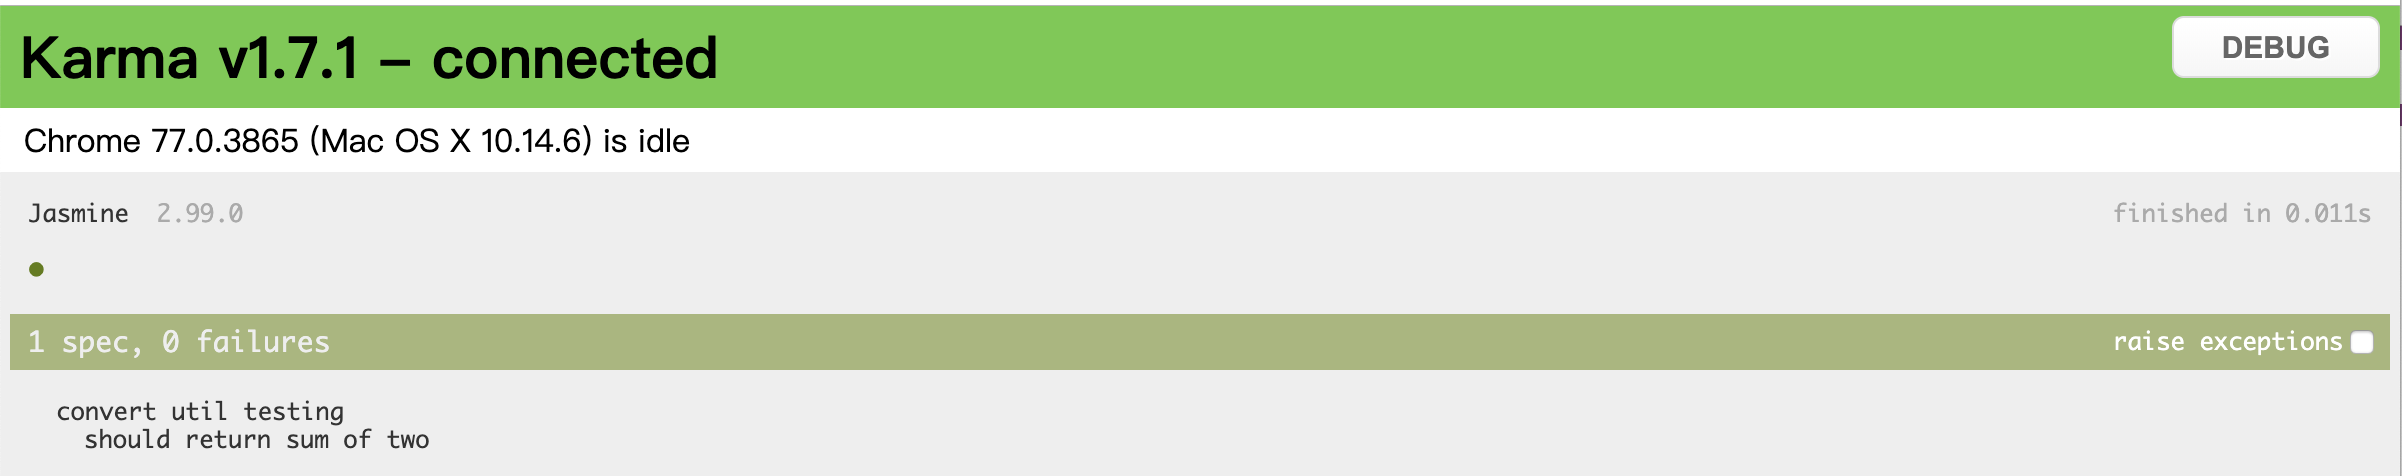 Karma v1.7.1 – connected
DEBUG
Chrome 77.0.3865 (Mac OS X 10.14.6) is idle
Jasmine 2.99.0
finished in 0.011s
1 spec, 0 failures
raise exceptions
convert util testing
should return sum of two